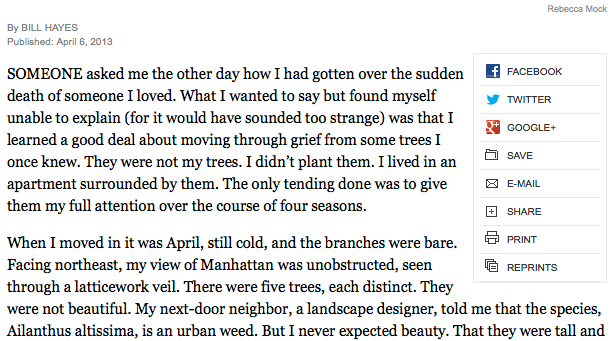 Rebecca Mock
By BILL HAYES
Published: April 6, 2013
SOMEONE asked me the other day how I had gotten over the sudden
death of someone I loved. What I wanted to say but found myself
unable to explain (for it would have sounded too strange) was that I
learned a good deal about moving through grief from some trees I
once knew. They were not my trees. I didn’t plant them. I lived in an
apartment surrounded by them. The only tending done was to give
them my full attention over the course of four seasons.
When I moved in it was April, still cold, and the branches were bare.
Facing northeast, my view of Manhattan was unobstructed, seen
through a latticework veil. There were five trees, each distinct. They
were not beautiful. My next-door neighbor, a landscape designer, told me that the species,
Ailanthus altissima, is an urban weed. But I never expected beauty. That they were tall and
FACEBOOK
TWITTER
GOOGLE+
SAVE
E-MAIL
SHARE
PRINT
REPRINTS